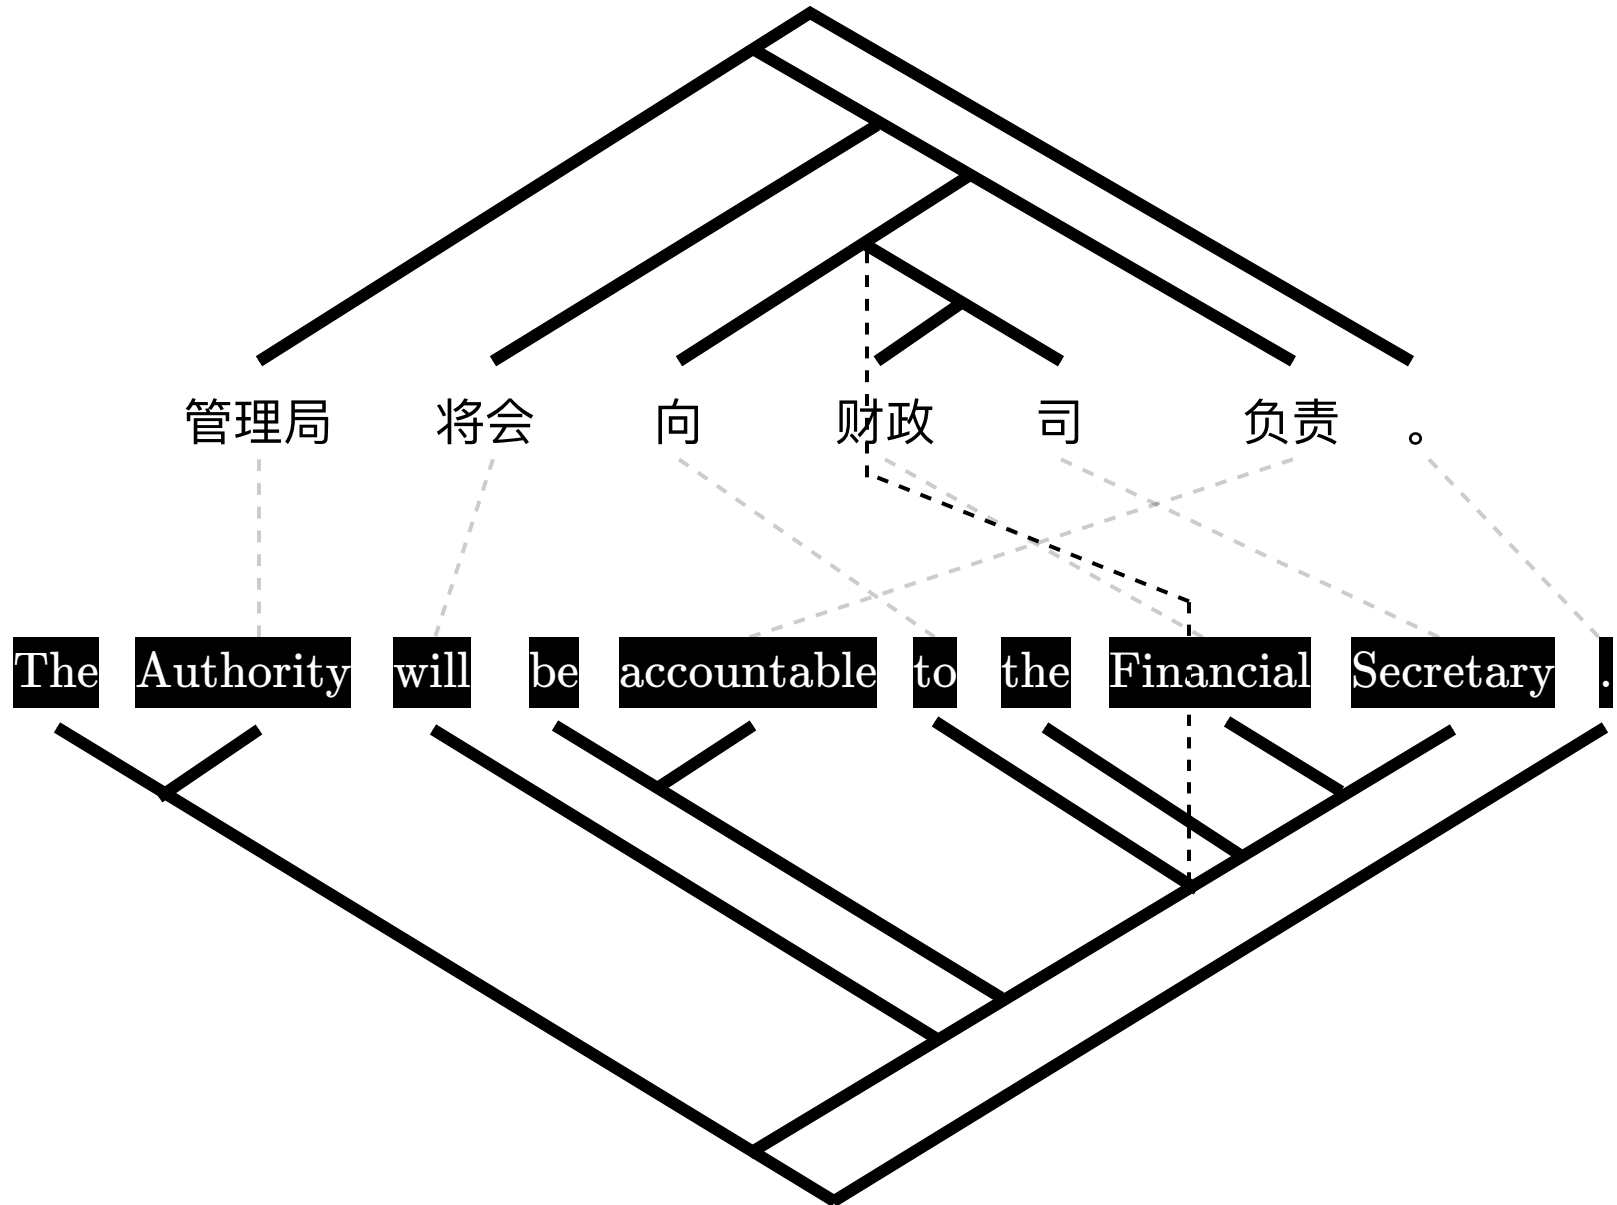 管理局 将会 向 财政 司 负责 。
The Authority will be accountable to the Financial Secretary .